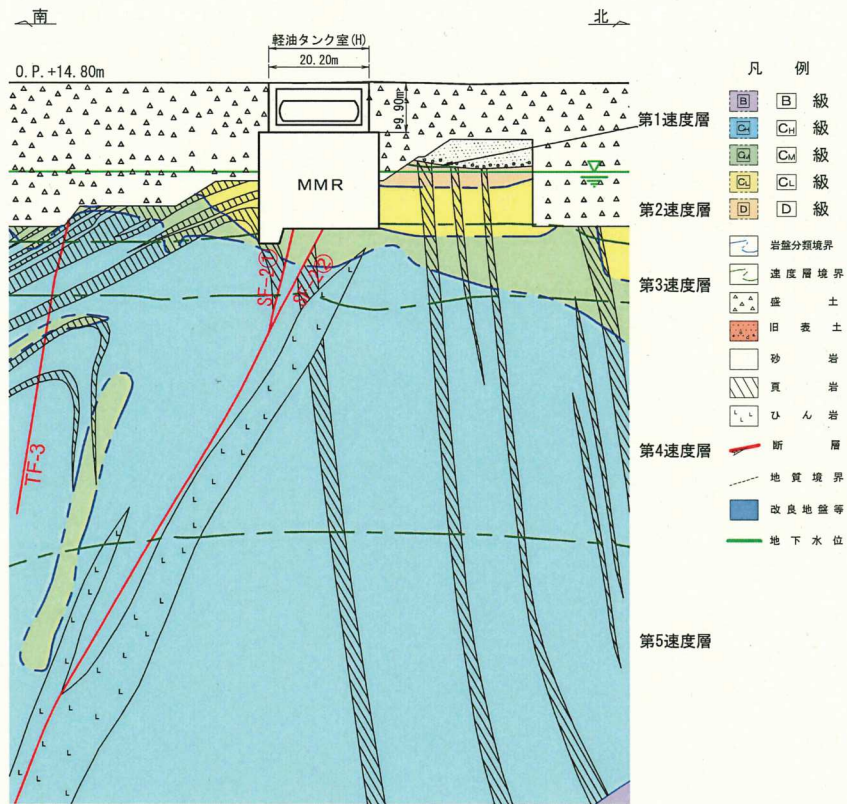 南
北
軽油タンク室(H)
20.20m
O.P.+14.80m
9.90m
MMR
SF-2①
SF-2②
TF-3
第1速度層
第2速度層
第3速度層
第4速度層
第5速度層
凡 例
B B 級
CH CH 級
CM CM 級
CL CL 級
D D 級
岩盤分類境界
速度層境界
盛 土
旧 表 土
砂 岩
頁 岩
ひ ん 岩
断 層
地 質 境 界
改 良 地 盤 等
地 下 水 位